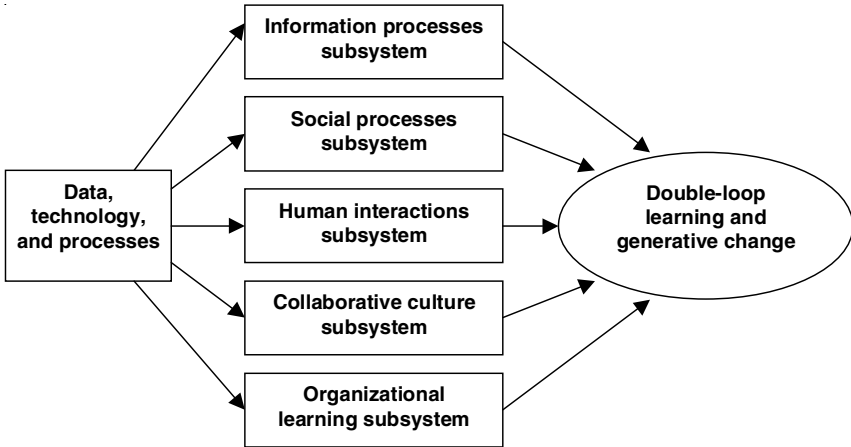 Information processes
subsystem
Social processes
subsystem
Data,
technology,
and processes
Human interactions
subsystem
Double-loop
learning and
generative change
Collaborative culture
subsystem
Organizational
learning subsystem